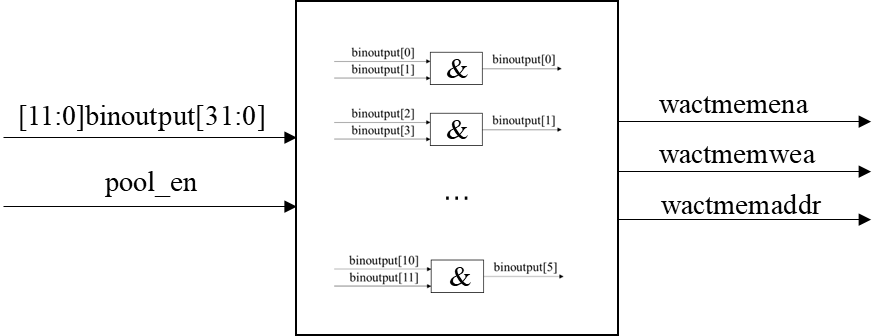 [11:0]binoutput[31:0]
pool_en
binoutput[0]
binoutput[1]
&
binoutput[0]
binoutput[2]
binoutput[3]
&
binoutput[1]
...
binoutput[10]
binoutput[11]
&
binoutput[5]
wactmemena
wactmemwea
wactmemaddr